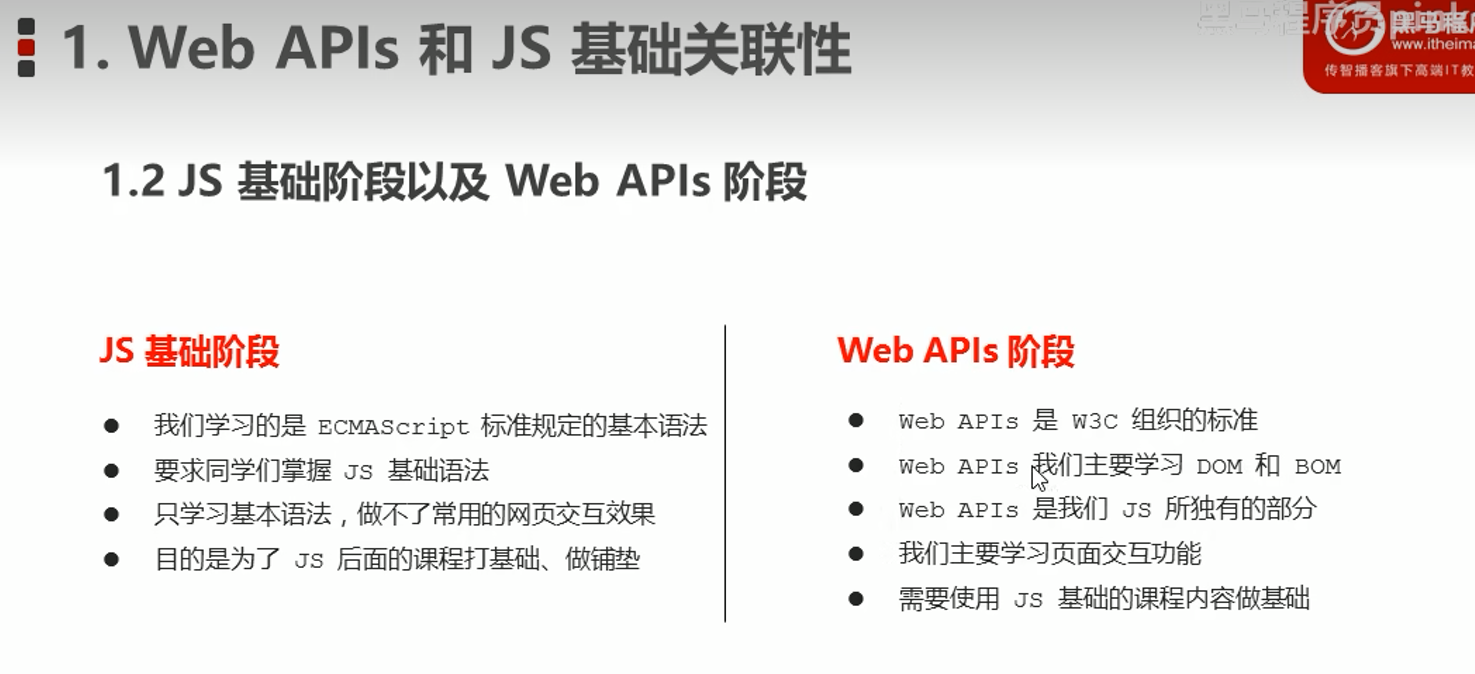 1. Web APIs 和 JS 基础关联性
www.itheima
传智播客旗下高端IT教
1.2 JS 基础阶段以及 Web APIs 阶段
JS 基础阶段
我们学习的是 ECMAScript 标准规定的基本语法
要求同学们掌握 JS 基础语法
只学习基本语法，做不了常用的网页交互效果
目的是为了 JS 后面的课程打基础、做铺垫
Web APIs 阶段
Web APIs 是 W3C 组织的标准
Web APIs 我们主要学习 DOM 和 BOM
Web APIs 是我们 JS 所独有的部分
我们主要学习页面交互功能
需要使用 JS 基础的课程内容做基础